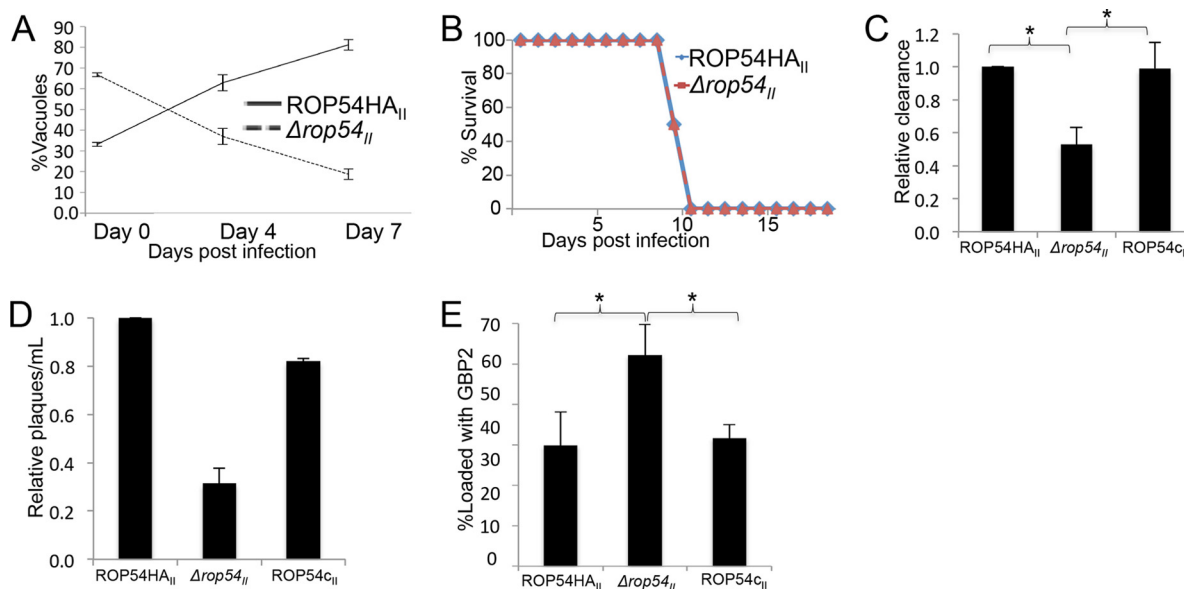 A
90
80
70
60
50
40
30
20
10
0.0
%Vacuoles
ROP54HAII
Δrop54II
Day 0
Day 4
Day 7
Days post infection
B
100
80
60
40
20
0
% Survival
ROP54HAII
Δrop54II
5
10
15
Days post infection
C
* *
1.2
1.0
0.8
0.6
0.4
0.2
0.0
Relative clearance
ROP54HAII
Δrop54II
D
1.0
0.8
0.6
0.4
0.2
0.0
Relative plaques/mL
ROP54HAII
Δrop54II
ROP54cII
E
* *
70
60
50
40
30
20
10
0
%Loaded with GBP2
ROP54HAII
Δrop54II
ROP54cII